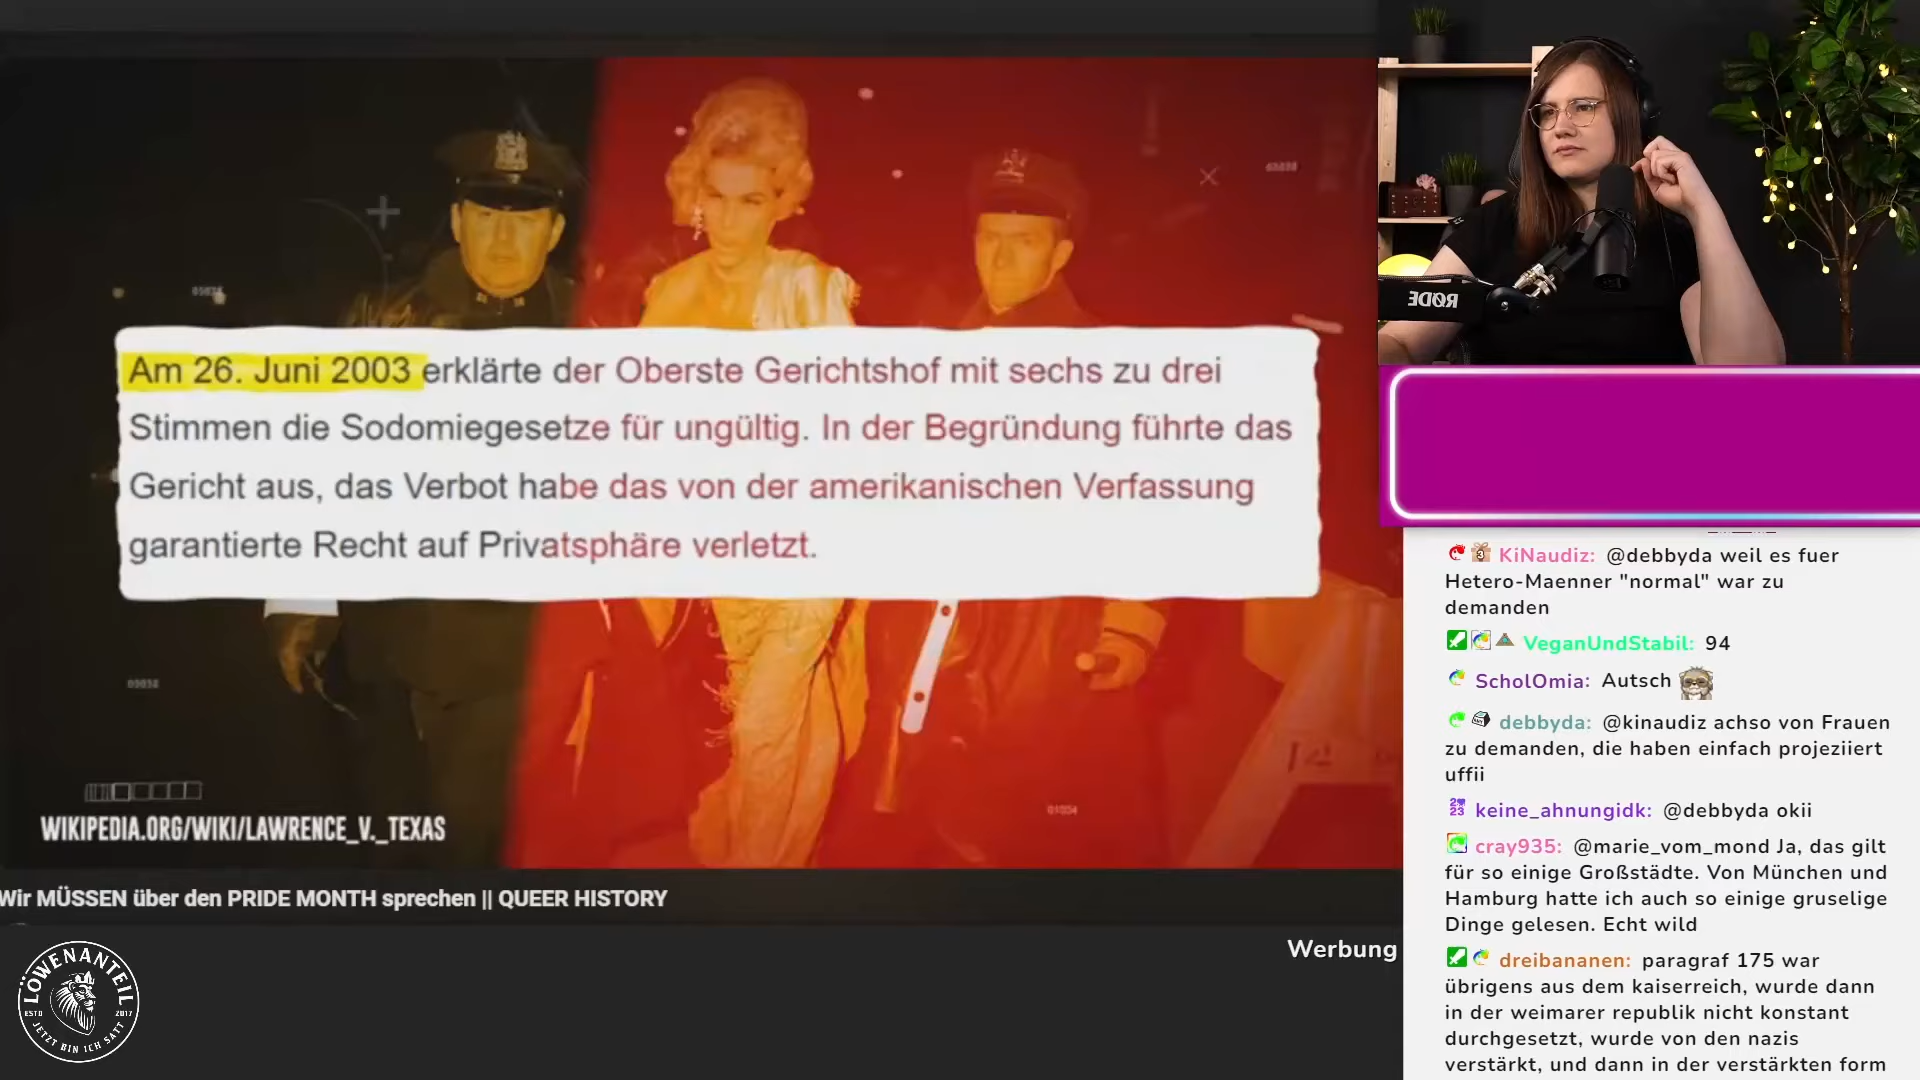 Am 26. Juni 2003 erklärte der Oberste Gerichtshof mit sechs zu drei
Stimmen die Sodomiegesetze für ungültig. In der Begründung führte das
Gericht aus, das Verbot habe das von der amerikanischen Verfassung
garantierte Recht auf Privatsphäre verletzt.
WIKIPEDIA.ORG/WIKI/LAWRENCE_V._TEXAS
Wir MÜSSEN über den PRIDE MONTH sprechen || QUEER HISTORY
Werbung
LÖWENANTEIL
ESTD 2017
JETZT BIN ICH SATT
RØDE
KiNaudiz: @debbyda weil es fuer
Hetero-Maenner "normal" war zu
demanden
VeganUndStabil: 94
ScholOmia: Autsch
debbyda: @kinaudiz achso von Frauen
zu demanden, die haben einfach projeziiert
uffii
keine_ahnungidk: @debbyda okii
cray935: @marie_vom_mond Ja, das gilt
für so einige Großstädte. Von München und
Hamburg hatte ich auch so einige gruselige
Dinge gelesen. Echt wild
dreibananen: paragraf 175 war
übrigens aus dem kaiserreich, wurde dann
in der weimarer republik nicht konstant
durchgesetzt, wurde von den nazis
verstärkt, und dann in der verstärkten form